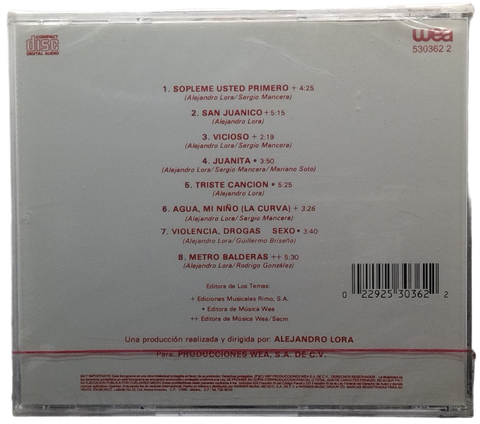 COMPACT
disc
DIGITAL AUDIO
wea
530362 2
1. SOPLEME USTED PRIMERO + 4:25
(Alejandro Lora/Sergio Mancera)
2. SAN JUANICO + 5:15
(Alejandro Lora)
3. VICIOSO + 2:19
(Alejandro Lora/Sergio Mancera)
4. JUANITA • 3:50
(Alejandro Lora/Sergio Mancera/Mariano Soto)
5. TRISTE CANCION • 5:25
(Alejandro Lora)
6. AGUA, MI NIÑO (LA CURVA) + 3:26
(Alejandro Lora/Sergio Mancera)
7. VIOLENCIA, DROGAS SEXO • 3:40
(Alejandro Lora/Guillermo Briseño)
8. METRO BALDERAS ++ 5:30
(Alejandro Lora/Rodrigo González)
Editora de Los Temas:
+ Ediciones Musicales Rimo, S.A.
• Editora de Música Wea
++ Editora de Música Wea/Sacm
0 22925 30362 2
Una producción realizada y dirigida por: ALEJANDRO LORA
Para: PRODUCCIONES WEA, S.A. DE C.V.